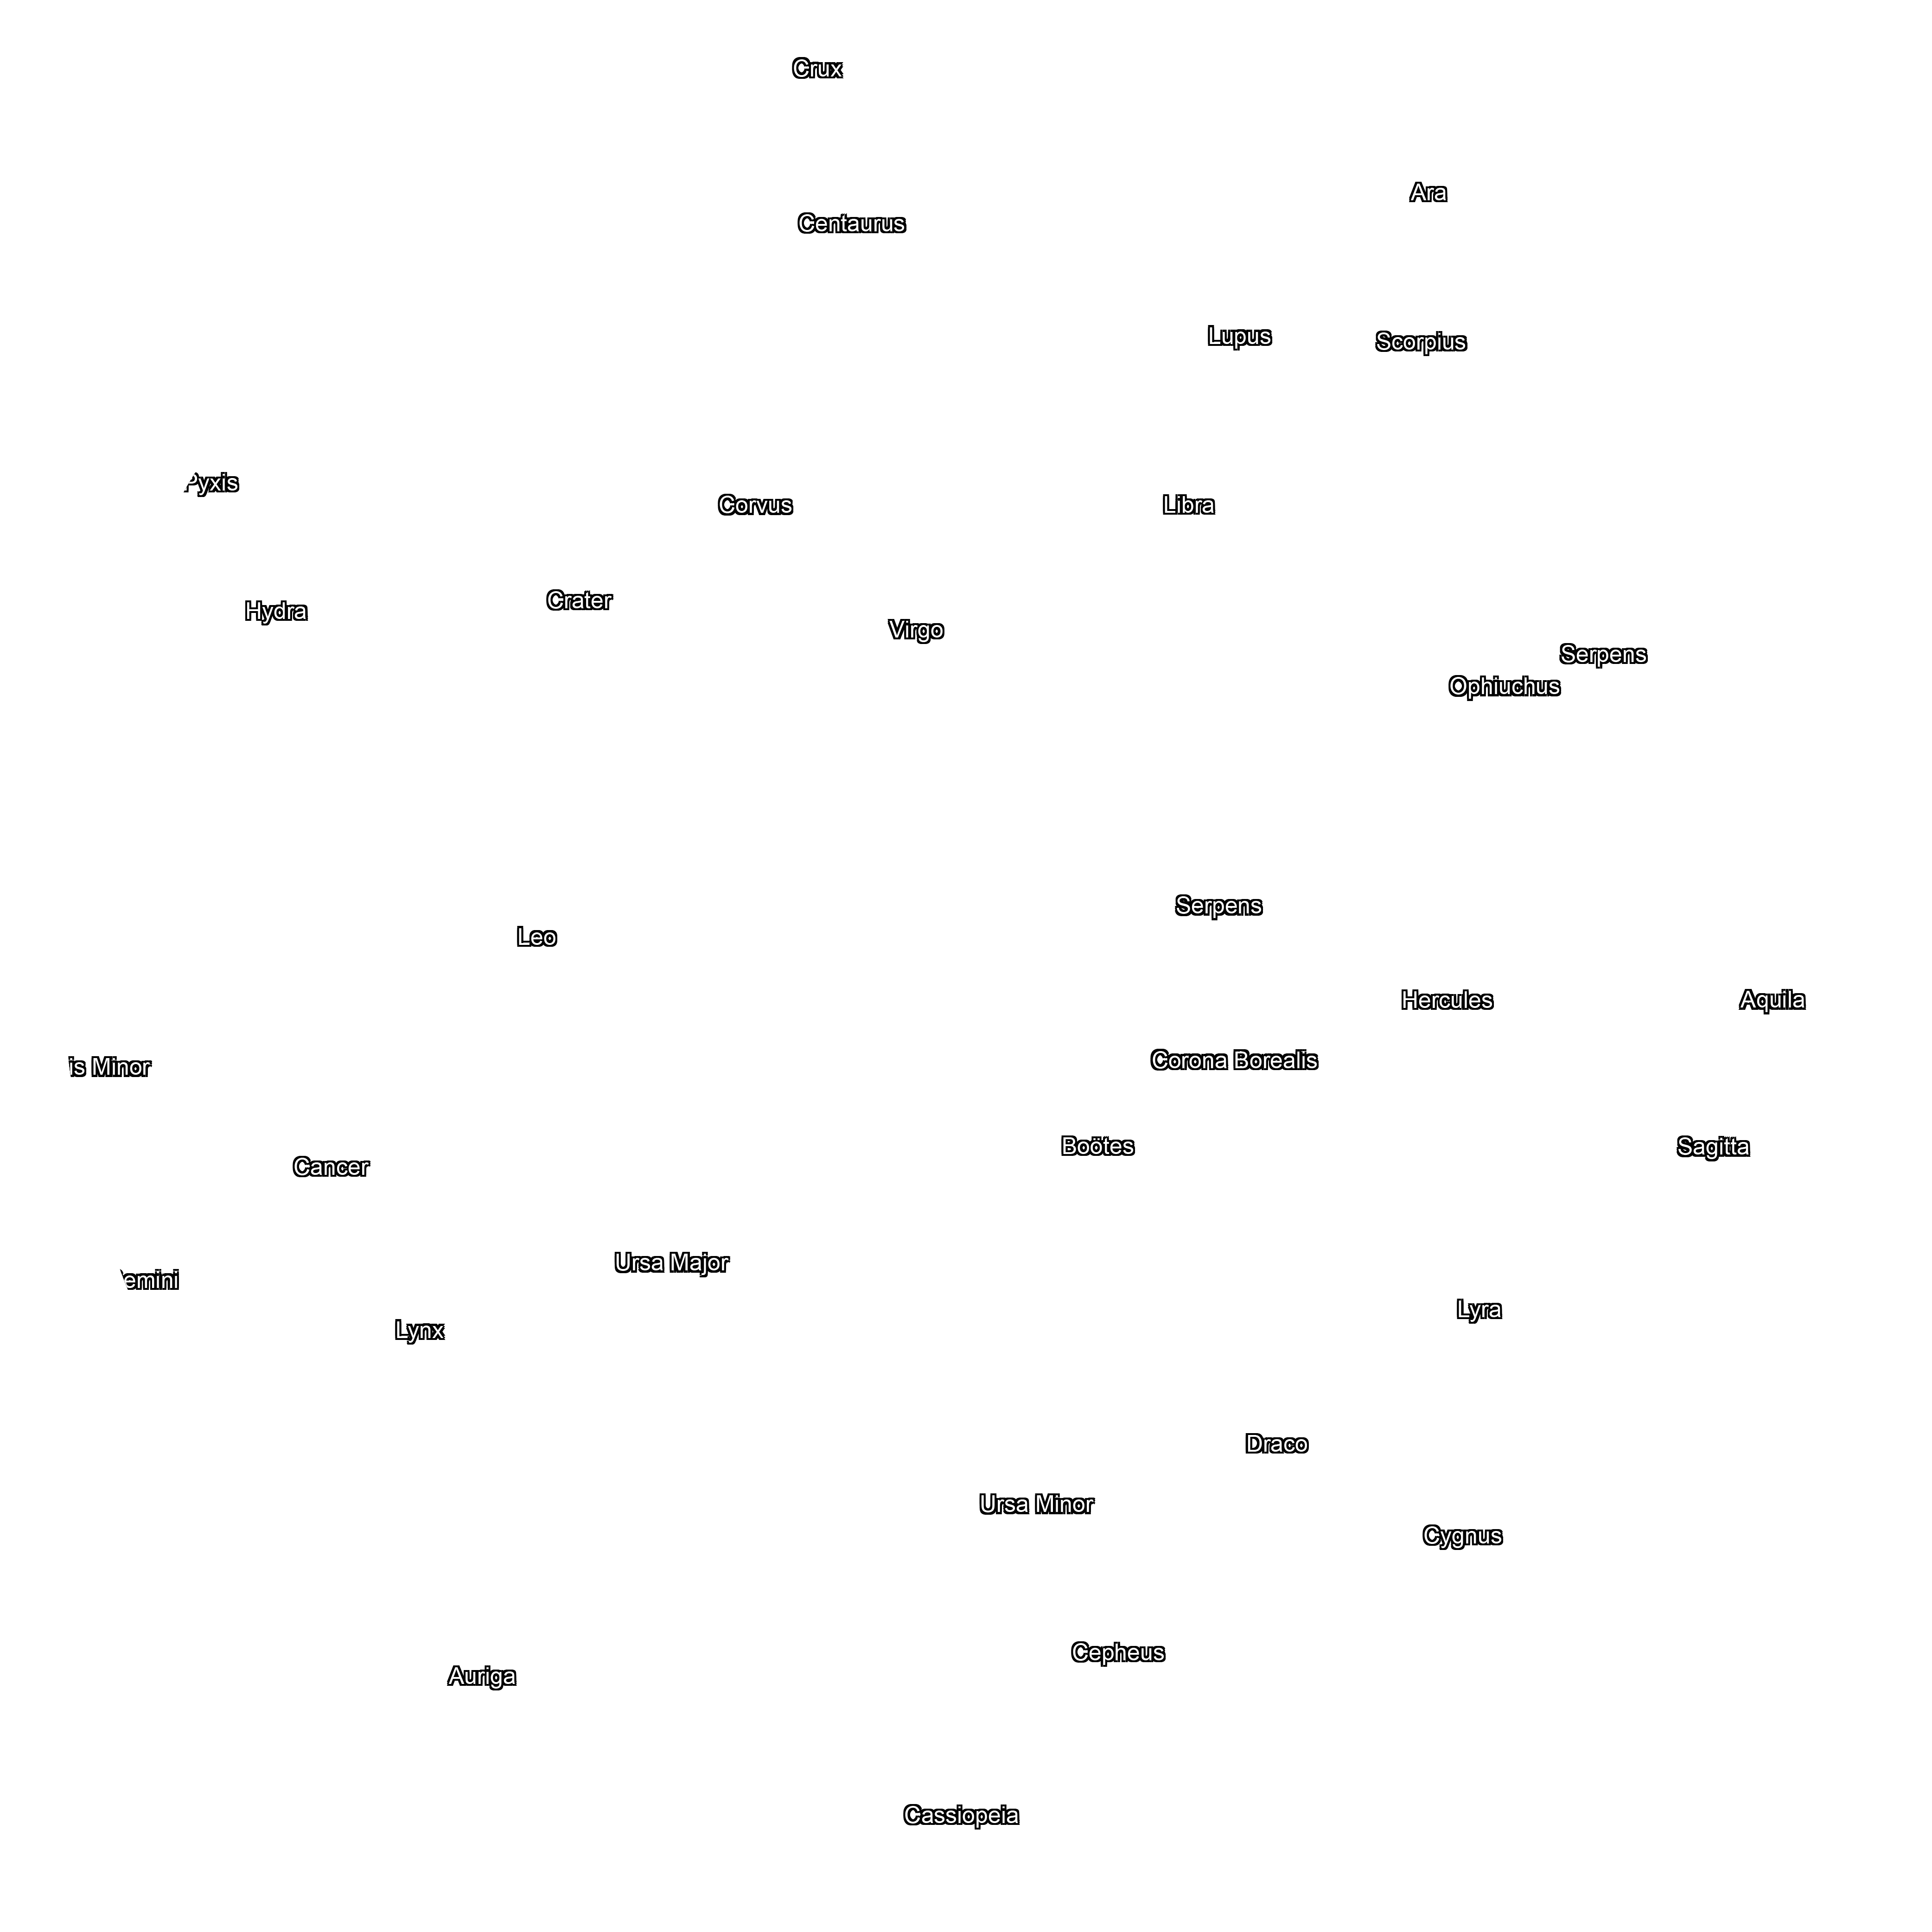 Crux
Ara
Centaurus
Lupus
Scorpius
Pyxis
Corvus
Libra
Crater
Hydra
Virgo
Serpens
Ophiuchus
Serpens
Leo
Hercules
Aquila
Corona Borealis
is Minor
Boötes
Sagitta
Cancer
Ursa Major
emini
Lyra
Lynx
Draco
Ursa Minor
Cygnus
Cepheus
Auriga
Cassiopeia